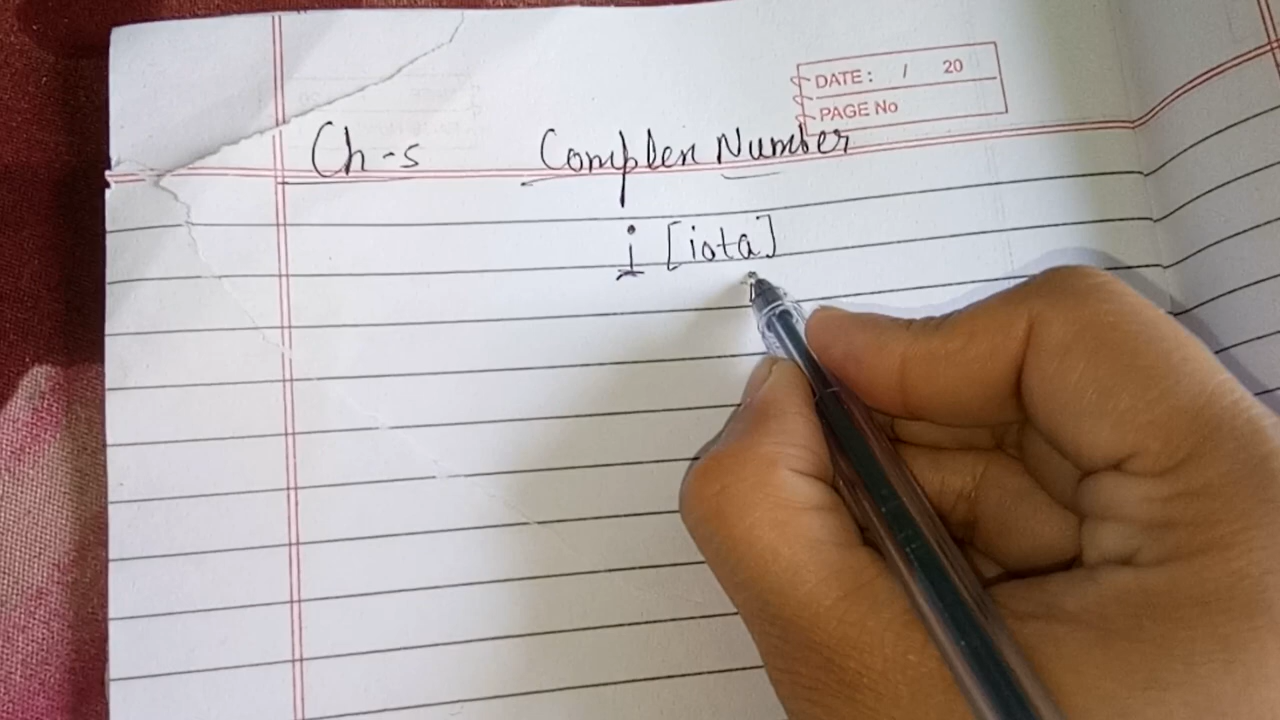 DATE: / 20
PAGE No
Ch-5 Complex Number
i [iota]